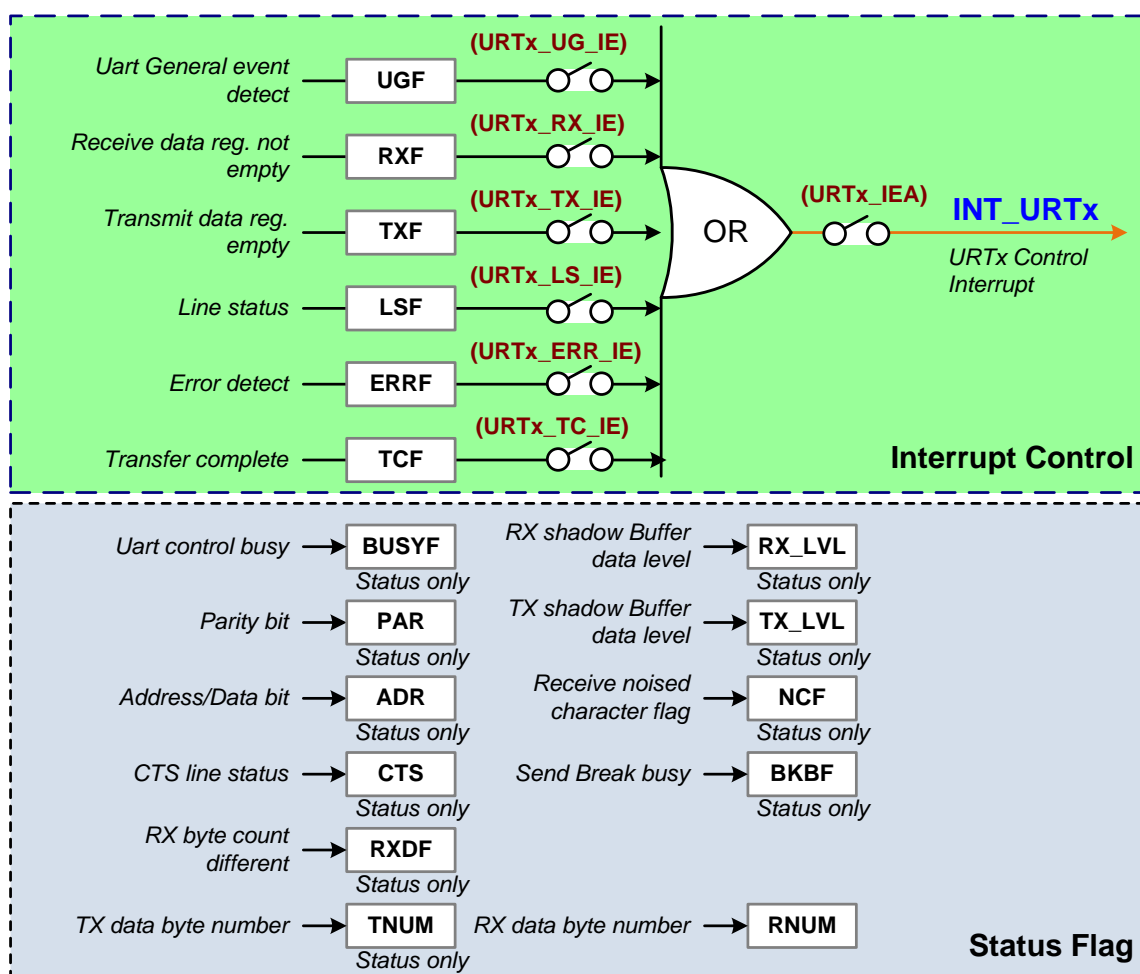 (URTx_UG_IE)
Uart General event
detect
UGF
(URTx_RX_IE)
Receive data reg. not
empty
RXF
(URTx_TX_IE)
Transmit data reg.
empty
TXF
OR
(URTx_IEA)
INT_URTx
URTx Control
Interrupt
(URTx_LS_IE)
Line status
LSF
(URTx_ERR_IE)
Error detect
ERRF
(URTx_TC_IE)
Transfer complete
TCF
Interrupt Control
Uart control busy
BUSYF
Status only
RX shadow Buffer
data level
RX_LVL
Status only
Parity bit
PAR
Status only
TX shadow Buffer
data level
TX_LVL
Status only
Address/Data bit
ADR
Status only
Receive noised
character flag
NCF
Status only
CTS line status
CTS
Status only
Send Break busy
BKBF
Status only
RX byte count
different
RXDF
Status only
TX data byte number
TNUM
Status only
RX data byte number
RNUM
Status Flag